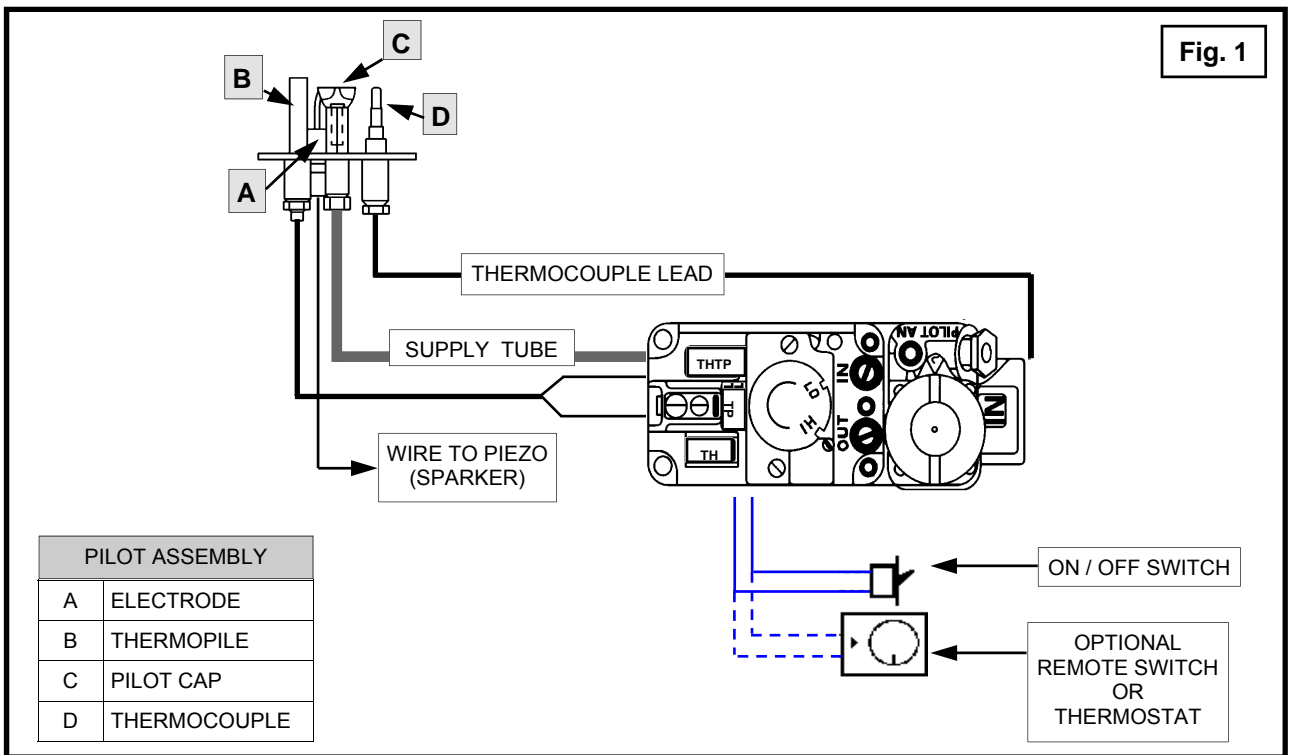 Fig. 1
C
B
D
A
THERMOCOUPLE LEAD
SUPPLY TUBE
WIRE TO PIEZO
(SPARKER)
PILOT AN
THTP
TP
TH
LO
HI
IN
OUT
IN
ON / OFF SWITCH
OPTIONAL
REMOTE SWITCH
OR
THERMOSTAT
PILOT ASSEMBLY
A ELECTRODE
B THERMOPILE
C PILOT CAP
D THERMOCOUPLE